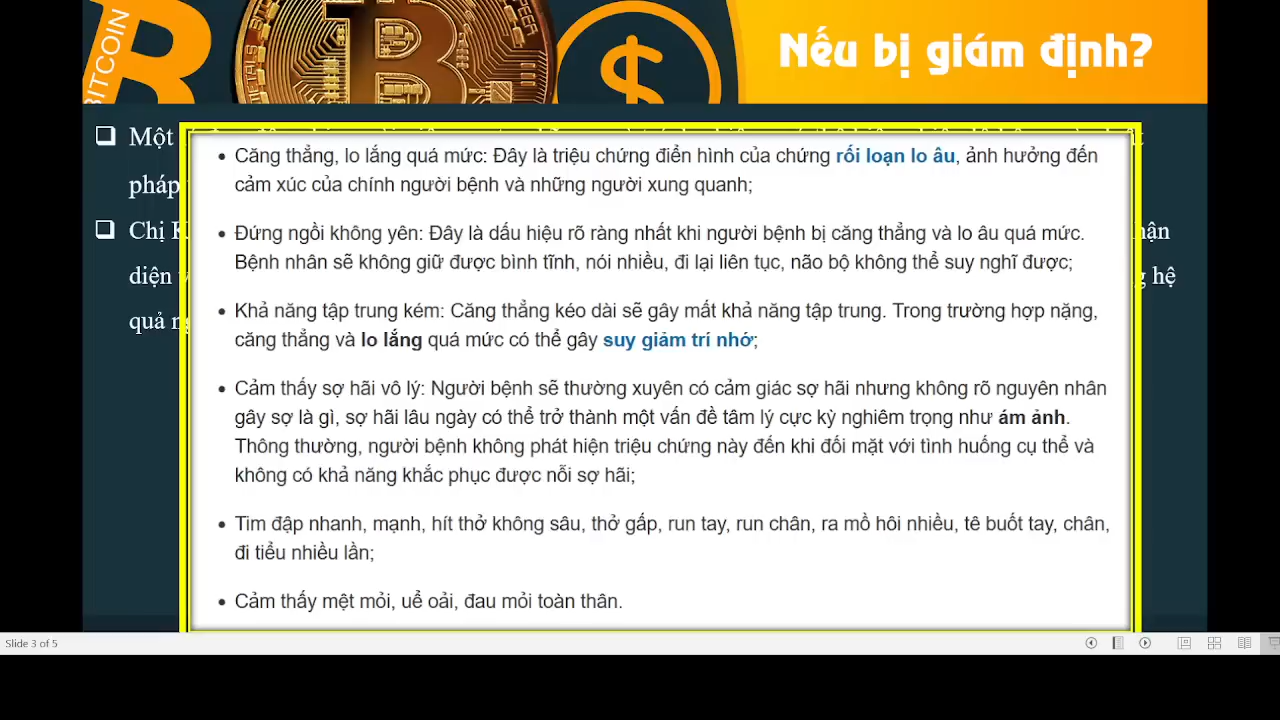 BITCOIN
Nếu bị giám định?
Một
pháp
Chị
diện
quả
hệ
• Căng thẳng, lo lắng quá mức: Đây là triệu chứng điển hình của chứng rối loạn lo âu, ảnh hưởng đến
cảm xúc của chính người bệnh và những người xung quanh;
• Đứng ngồi không yên: Đây là dấu hiệu rõ ràng nhất khi người bệnh bị căng thẳng và lo âu quá mức.
Bệnh nhân sẽ không giữ được bình tĩnh, nói nhiều, đi lại liên tục, não bộ không thể suy nghĩ được;
• Khả năng tập trung kém: Căng thẳng kéo dài sẽ gây mất khả năng tập trung. Trong trường hợp nặng,
căng thẳng và lo lắng quá mức có thể gây suy giảm trí nhớ;
• Cảm thấy sợ hãi vô lý: Người bệnh sẽ thường xuyên có cảm giác sợ hãi nhưng không rõ nguyên nhân
gây sợ là gì, sợ hãi lâu ngày có thể trở thành một vấn đề tâm lý cực kỳ nghiêm trọng như ám ảnh.
Thông thường, người bệnh không phát hiện triệu chứng này đến khi đối mặt với tình huống cụ thể và
không có khả năng khắc phục được nỗi sợ hãi;
• Tim đập nhanh, mạnh, hít thở không sâu, thở gấp, run tay, run chân, ra mồ hôi nhiều, tê buốt tay, chân,
đi tiểu nhiều lần;
• Cảm thấy mệt mỏi, uể oải, đau mỏi toàn thân.
Slide 3 of 5